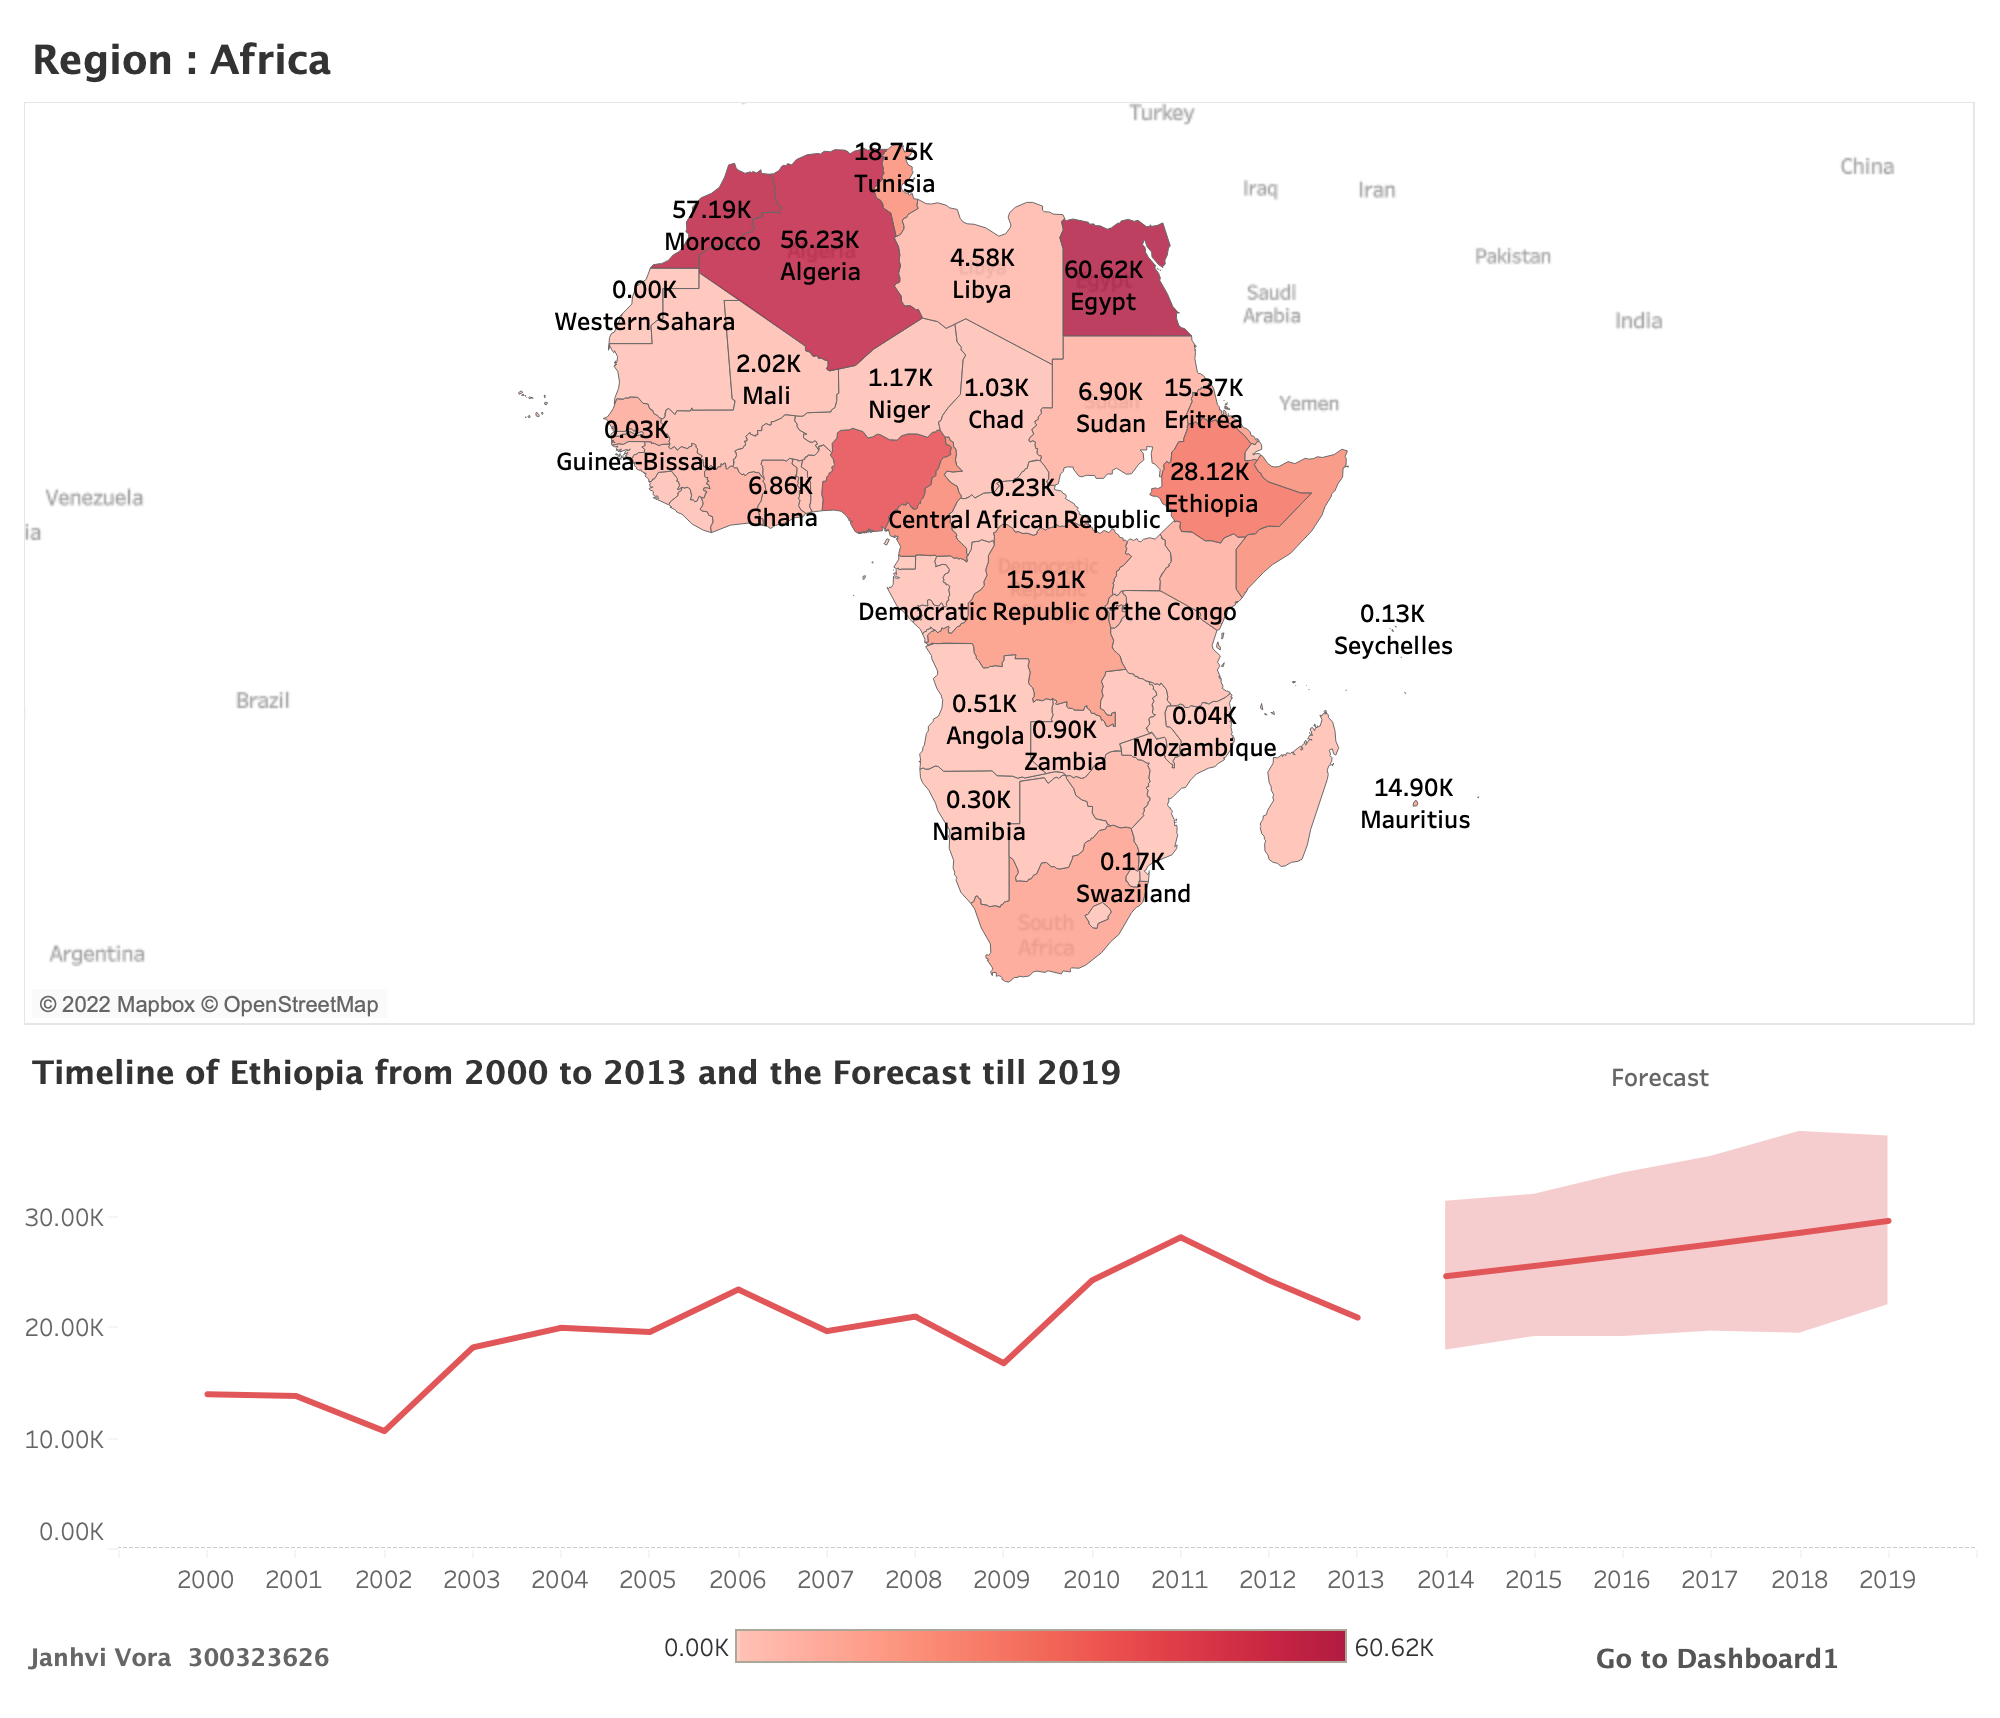 Region : Africa
Turkey
China
Iraq
Iran
Pakistan
Saudi
Arabia
India
Yemen
Venezuela
ia
Brazil
Argentina
18.75K
Tunisia
57.19K
Morocco
56.23K
Algeria
4.58K
Libya
60.62K
Egypt
0.00K
Western Sahara
2.02K
Mali
1.17K
Niger
1.03K
Chad
6.90K
Sudan
15.37K
Eritrea
0.03K
Guinea-Bissau
6.86K
Ghana
0.23K
Central African Republic
28.12K
Ethiopia
Democratic
Republic
15.91K
Democratic Republic of the Congo
0.13K
Seychelles
0.51K
Angola
0.90K
Zambia
0.04K
Mozambique
0.30K
Namibia
14.90K
Mauritius
0.17K
Swaziland
South
Africa
© 2022 Mapbox © OpenStreetMap
Timeline of Ethiopia from 2000 to 2013 and the Forecast till 2019
Forecast
30.00K
20.00K
10.00K
0.00K
2000 2001 2002 2003 2004 2005 2006 2007 2008 2009 2010 2011 2012 2013 2014 2015 2016 2017 2018 2019
Janhvi Vora 300323626
0.00K
60.62K
Go to Dashboard1